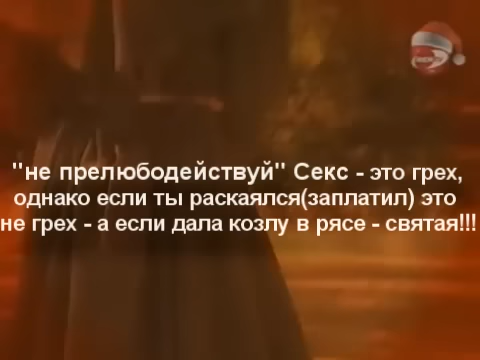 "не прелюбодействуй" Секс - это грех,
однако если ты раскаялся(заплатил) это
не грех - а если дала козлу в рясе - святая!!!